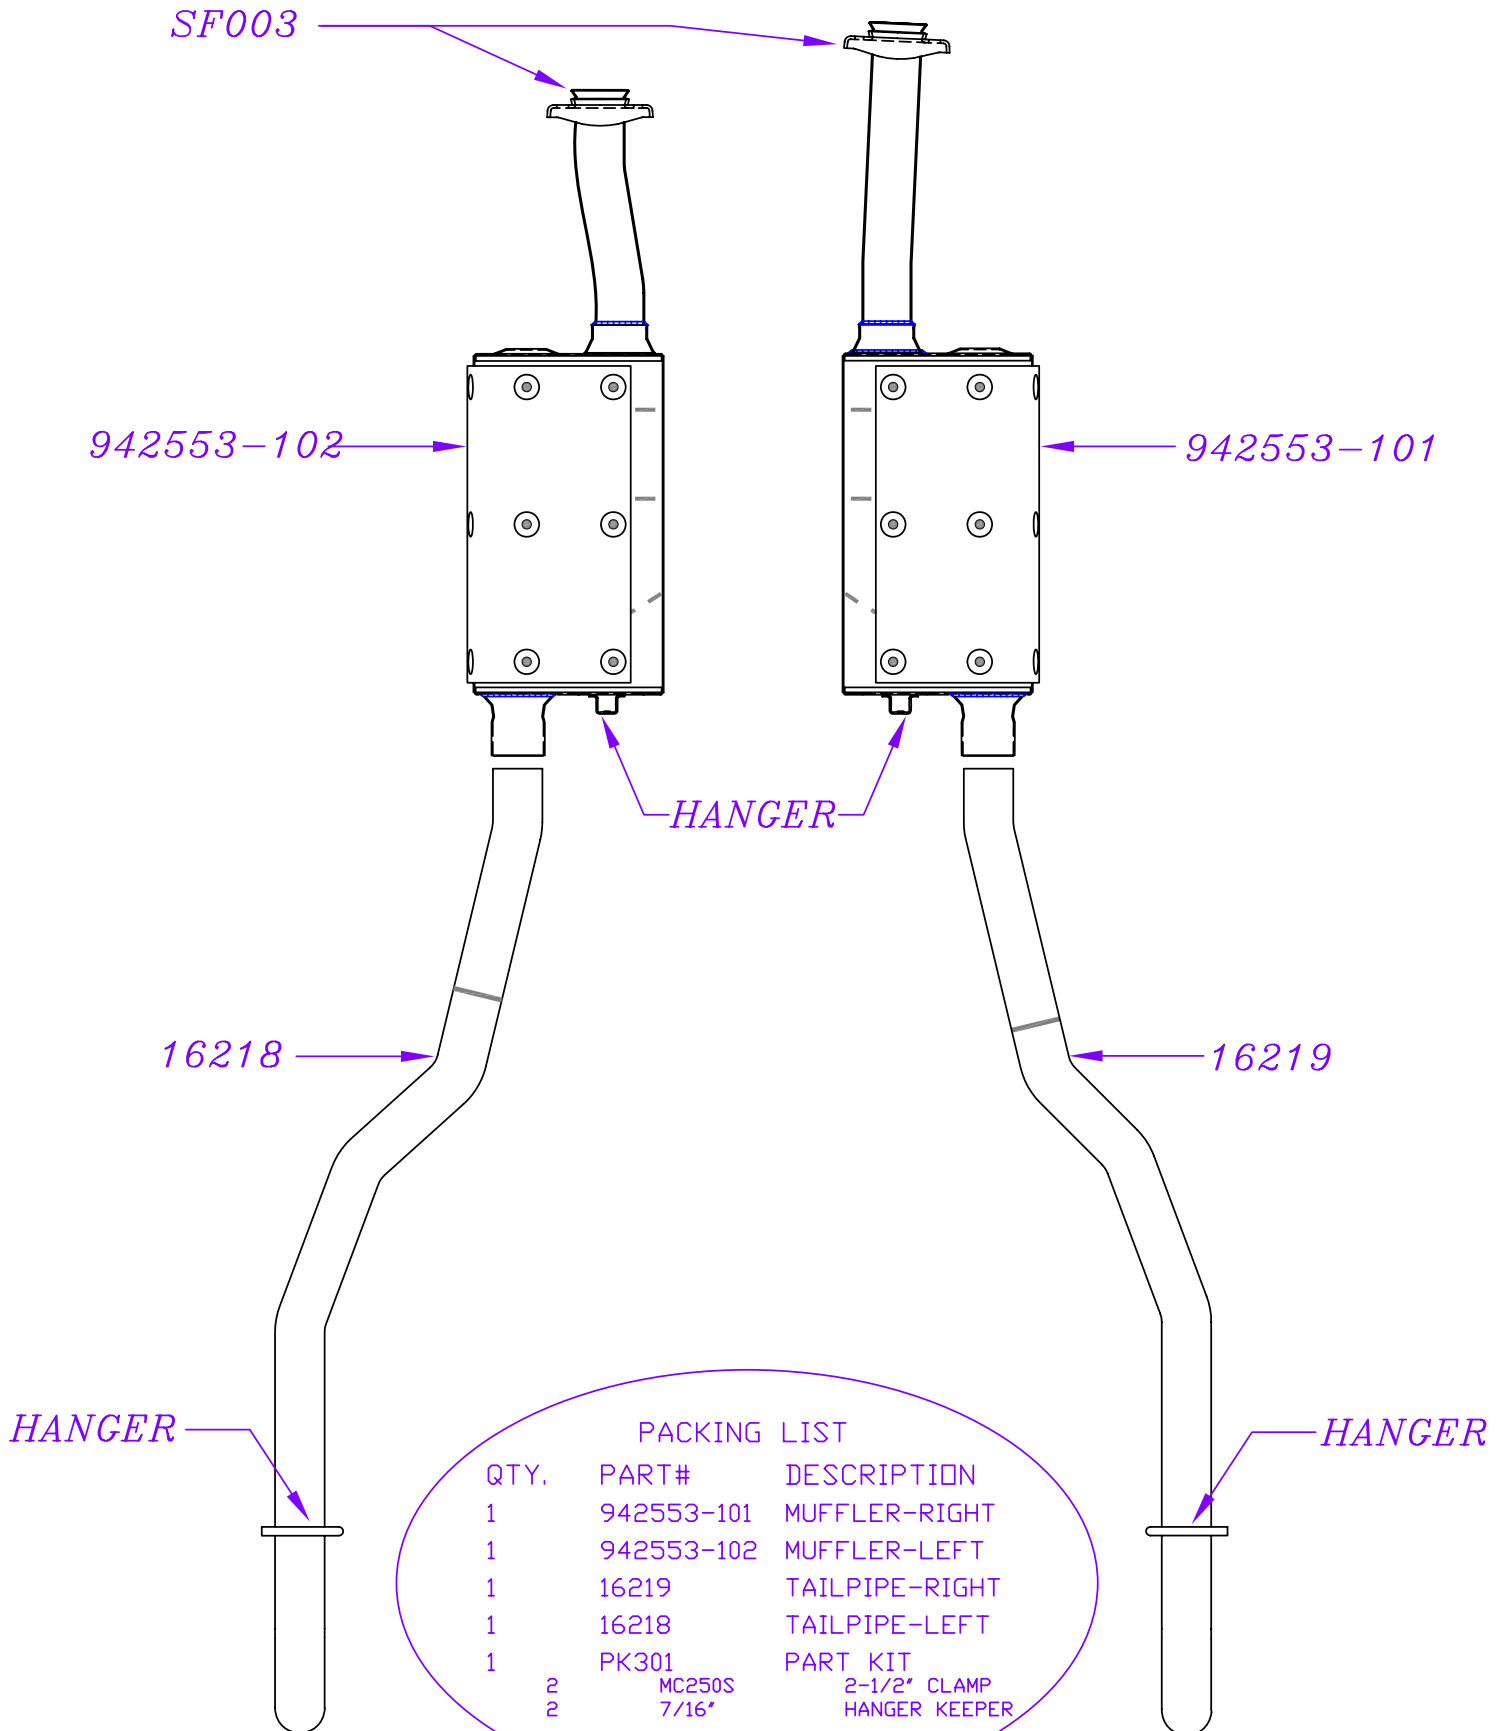 SF003
942553-102
942553-101
HANGER
16218
16219
HANGER
HANGER
PACKING LIST
QTY. PART# DESCRIPTION
1 942553-101 MUFFLER-RIGHT
1 942553-102 MUFFLER-LEFT
1 16219 TAILPIPE-RIGHT
1 16218 TAILPIPE-LEFT
1 PK301 PART KIT
2 MC250S 2-1/2" CLAMP
2 7/16" HANGER KEEPER